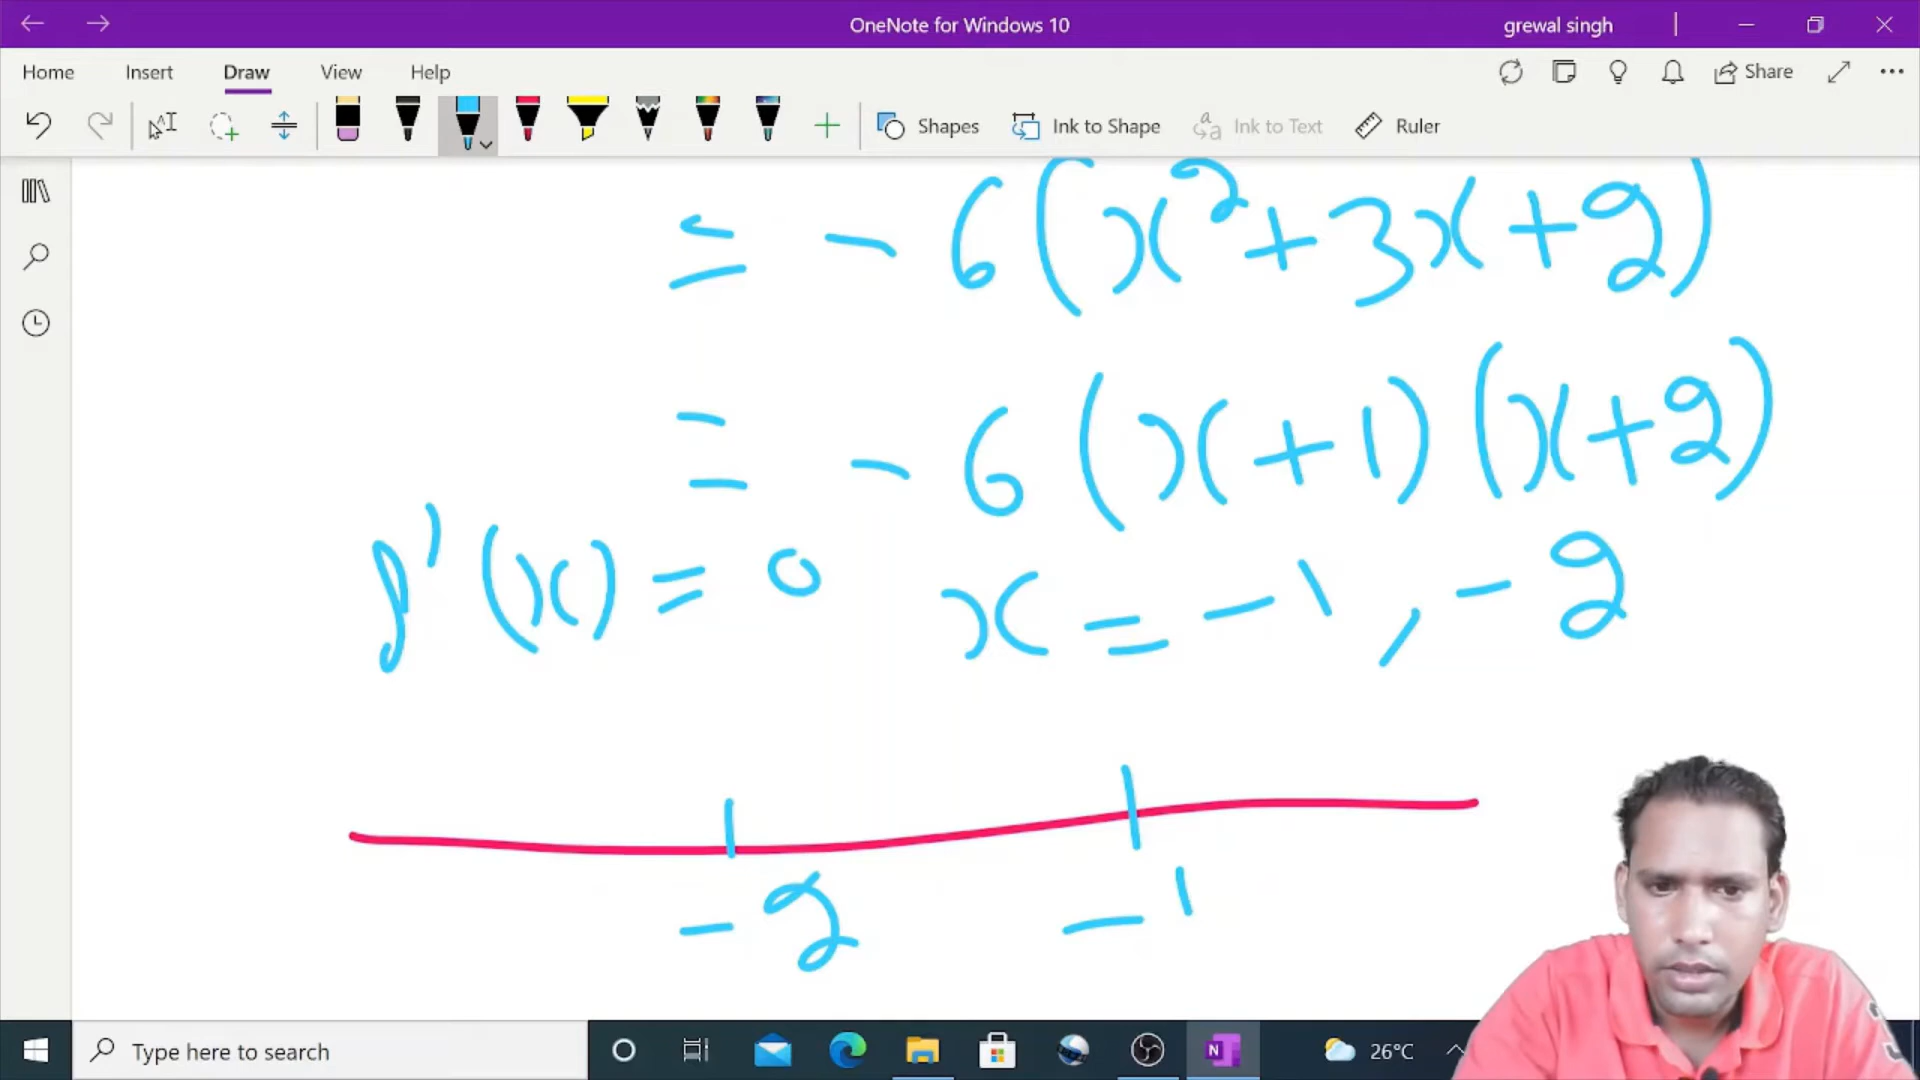 OneNote for Windows 10
grewal singh
Home Insert Draw View Help
Share
Shapes Ink to Shape Ink to Text Ruler
= - 6 (x² + 3x + 2)
= - 6 (x + 1) (x + 2)
f'(x) = 0 x = -1, -2
-2 -1
Type here to search
26°C